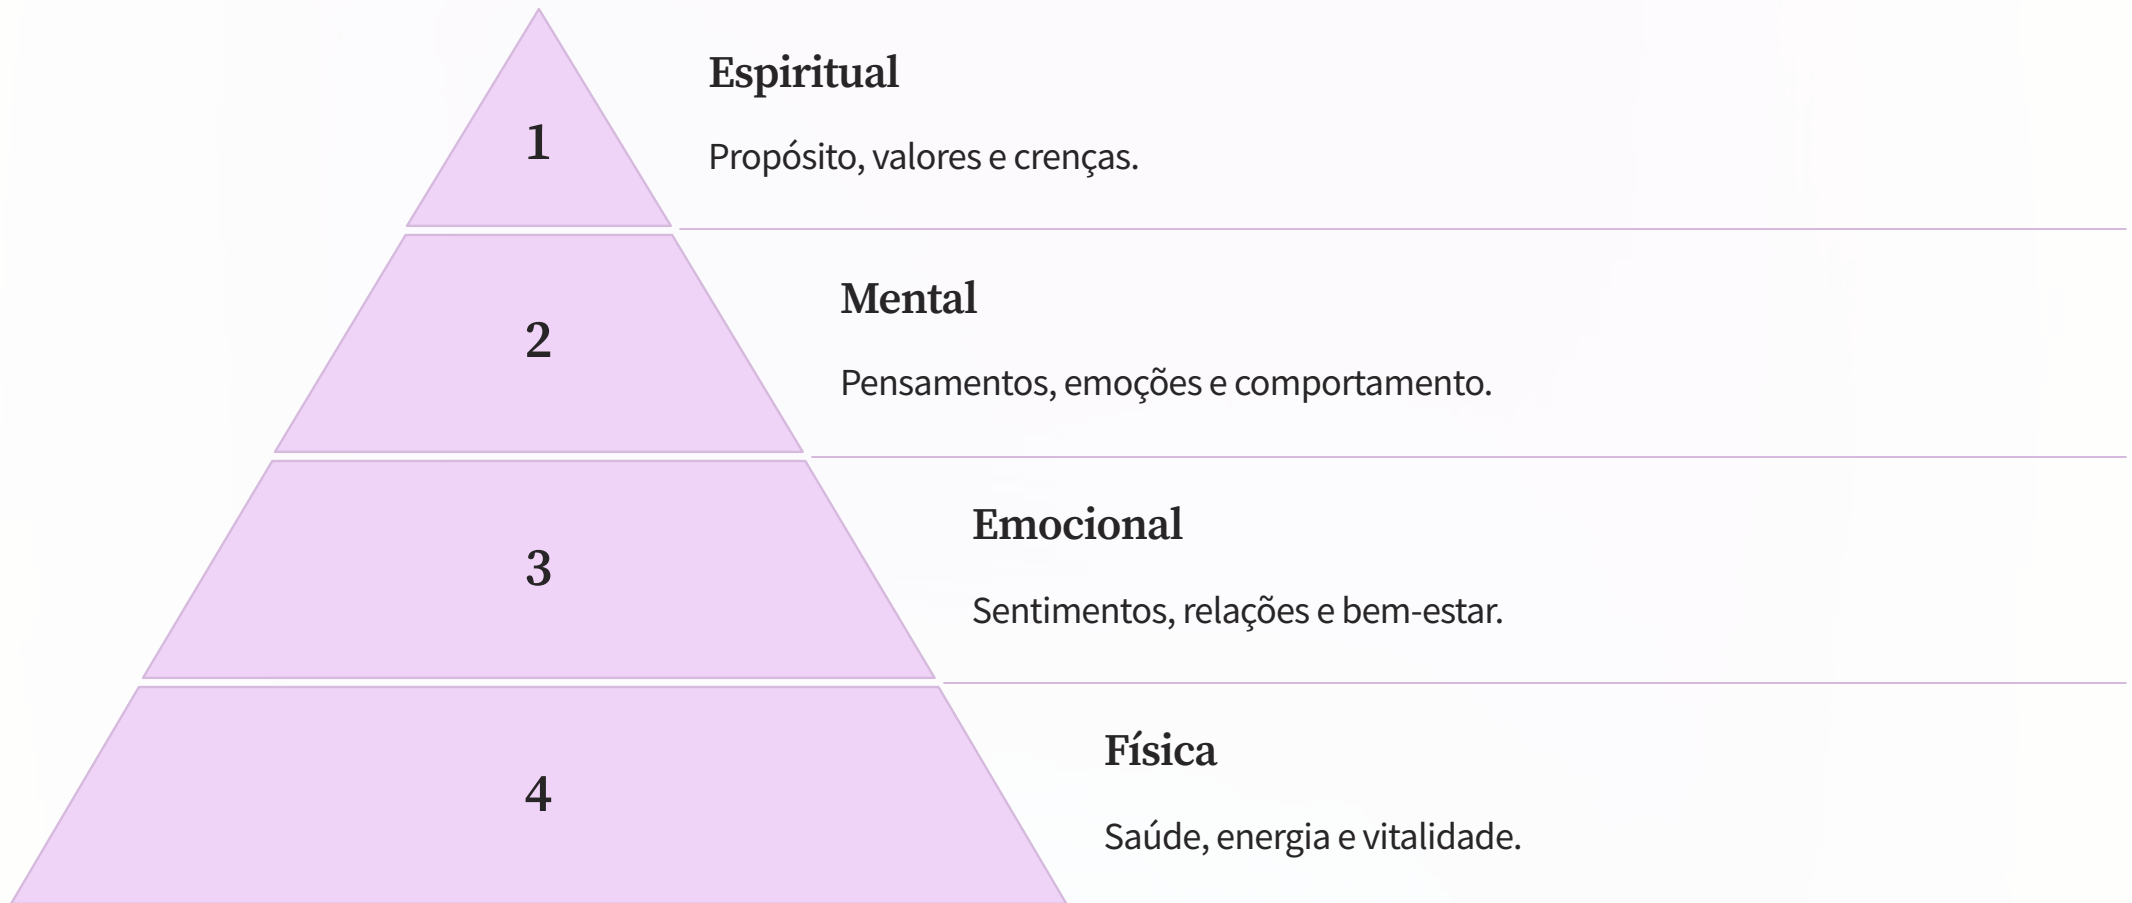 Espiritual
1
Propósito, valores e crenças.
Mental
2
Pensamentos, emoções e comportamento.
Emocional
3
Sentimentos, relações e bem-estar.
Física
4
Saúde, energia e vitalidade.